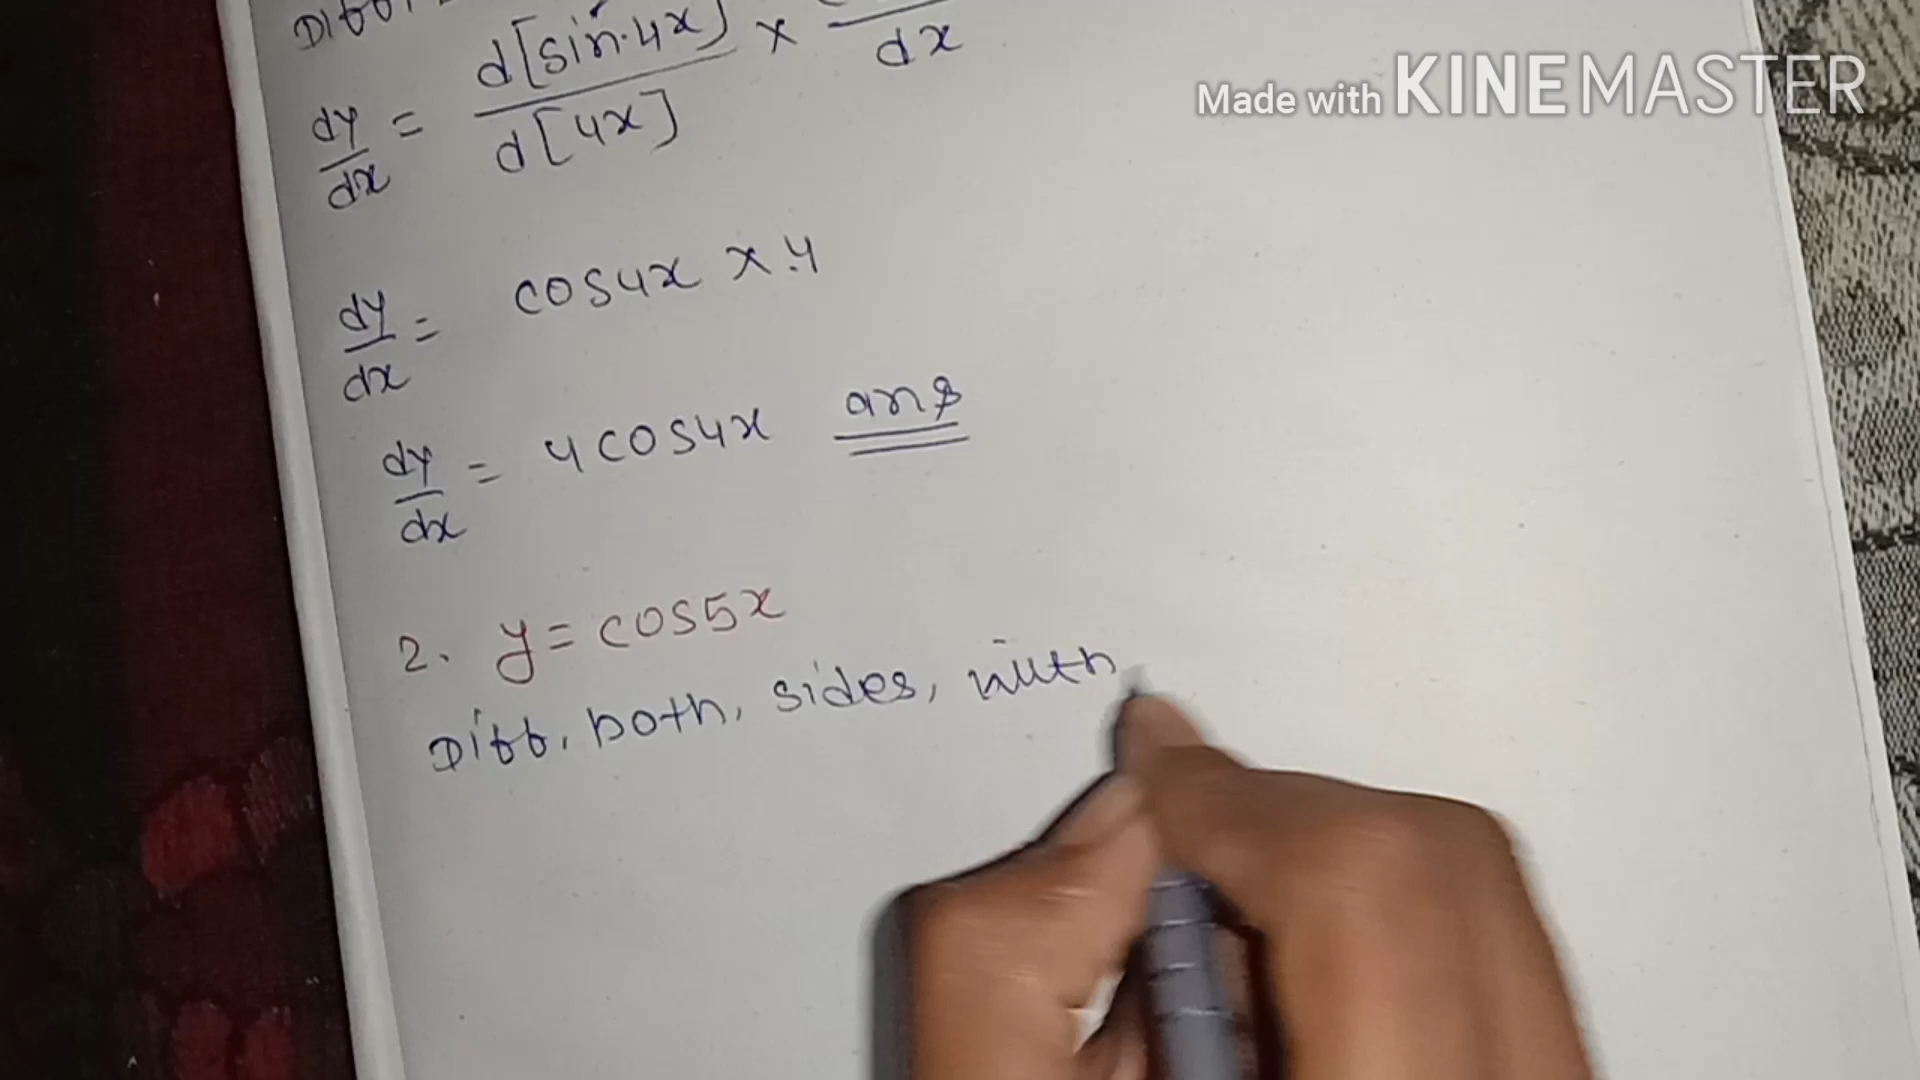 Diff.
d[sin.4x] ×
dx
dy/dx = d[4x]
Made with KINEMASTER
dy/dx = cos4x x.4
dy/dx = 4cos4x ans
2. y=cos5x
Diff. both, sides, with